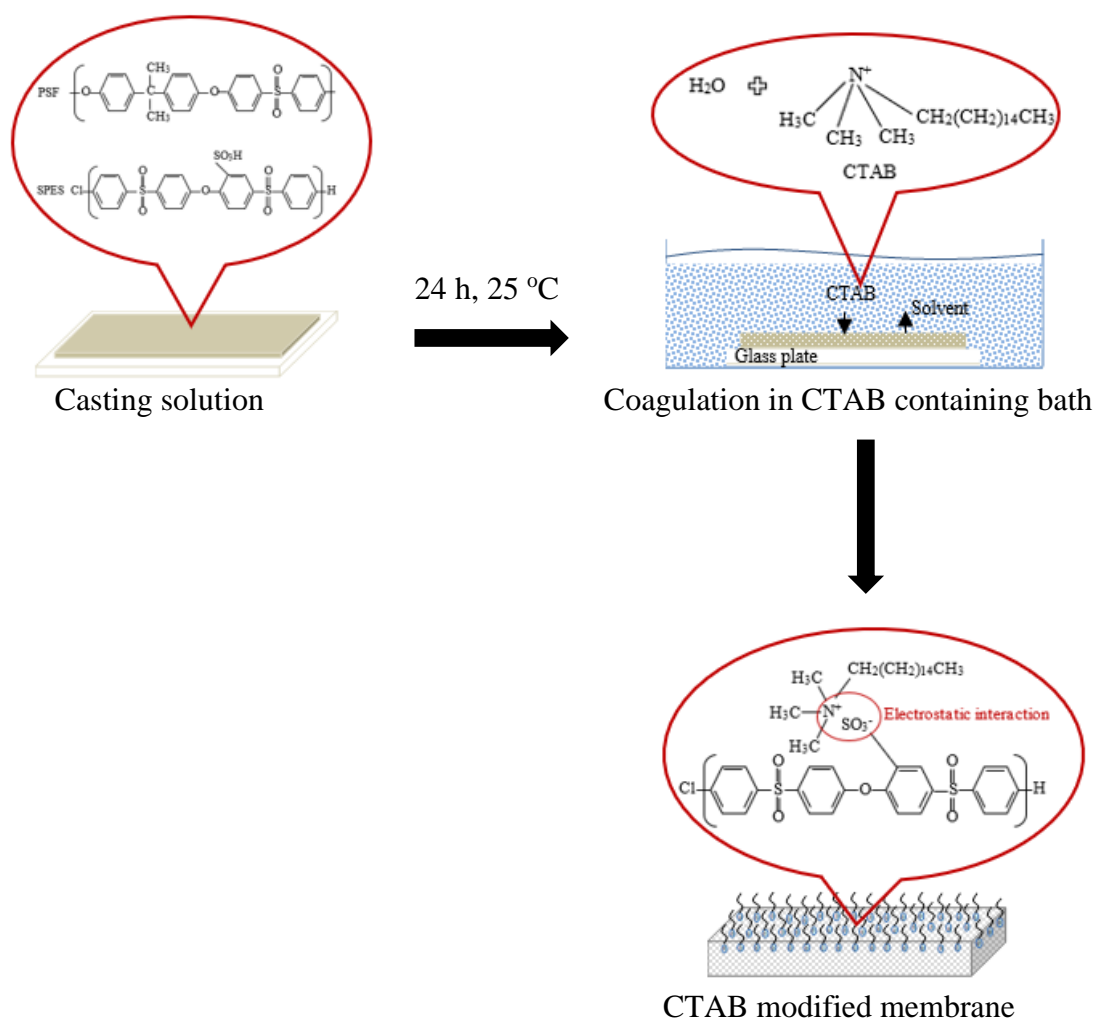 PSF
O
CH₃
CH₃
O
O
S
O
SO₃H
SPES Cl
O
S
O
O
O
S
O
H
Casting solution
24 h, 25 °C
H₂O
N⁺
H₃C
CH₃
CH₃
CH₂(CH₂)₁₄CH₃
CTAB
CTAB
Solvent
Glass plate
Coagulation in CTAB containing bath
CH₂(CH₂)₁₄CH₃
H₃C
H₃C
N⁺
SO₃⁻
Electrostatic interaction
H₃C
Cl
O
S
O
O
O
S
O
H
CTAB modified membrane